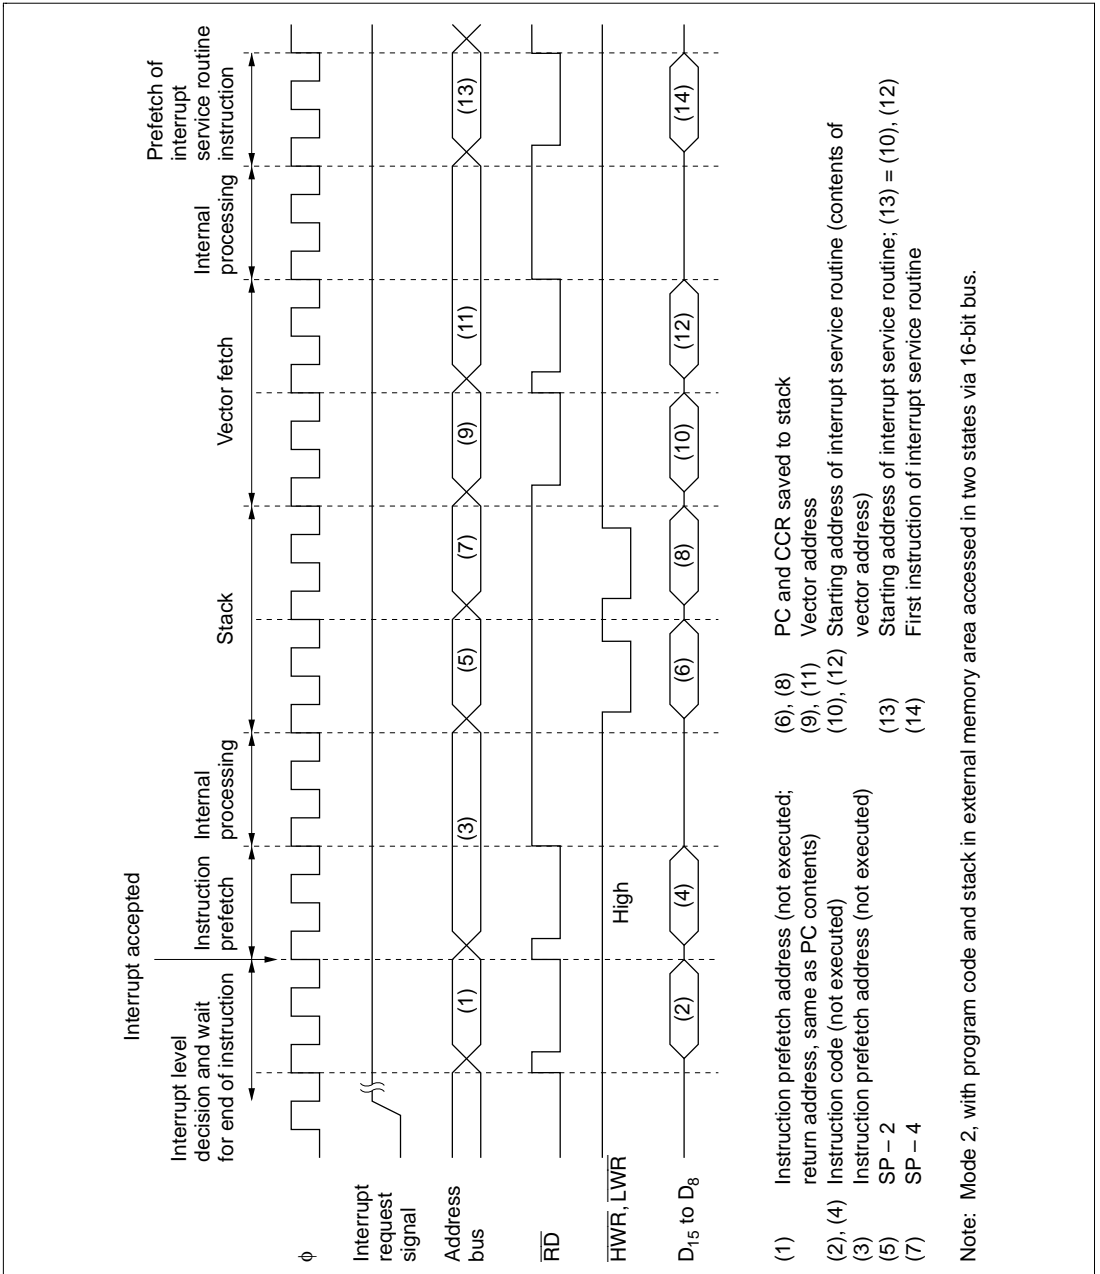 Interrupt accepted
Interrupt level
decision and wait
for end of instruction
Instruction
prefetch
Internal
processing
Stack
Vector fetch
Internal
processing
Prefetch of
interrupt
service routine
instruction
φ
Interrupt
request
signal
Address
bus
(1)
(3)
(5)
(7)
(9)
(11)
(13)
RD
HWR, LWR
High
D15 to D8
(2)
(4)
(6)
(8)
(10)
(12)
(14)
(1) Instruction prefetch address (not executed;
return address, same as PC contents)
(2), (4) Instruction code (not executed)
(3) Instruction prefetch address (not executed)
(5) SP – 2
(7) SP – 4
(6), (8) PC and CCR saved to stack
(9), (11) Vector address
(10), (12) Starting address of interrupt service routine (contents of
vector address)
(13) Starting address of interrupt service routine; (13) = (10), (12)
(14) First instruction of interrupt service routine
Note: Mode 2, with program code and stack in external memory area accessed in two states via 16-bit bus.